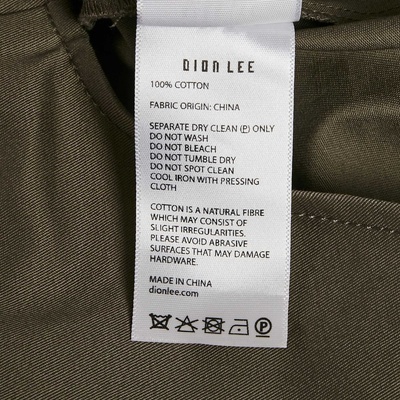 DION LEE
100% COTTON
FABRIC ORIGIN: CHINA
SEPARATE DRY CLEAN (P) ONLY
DO NOT WASH
DO NOT BLEACH
DO NOT TUMBLE DRY
DO NOT SPOT CLEAN
COOL IRON WITH PRESSING
CLOTH
COTTON IS A NATURAL FIBRE
WHICH MAY CONSIST OF
SLIGHT IRREGULARITIES.
PLEASE AVOID ABRASIVE
SURFACES THAT MAY DAMAGE
HARDWARE.
MADE IN CHINA
dionlee.com
P